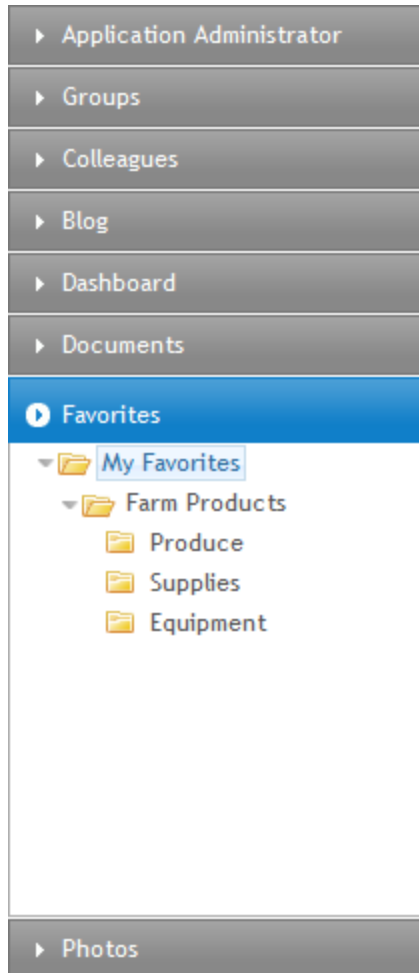 Application Administrator
Groups
Colleagues
Blog
Dashboard
Documents
Favorites
My Favorites
Farm Products
Produce
Supplies
Equipment
Photos